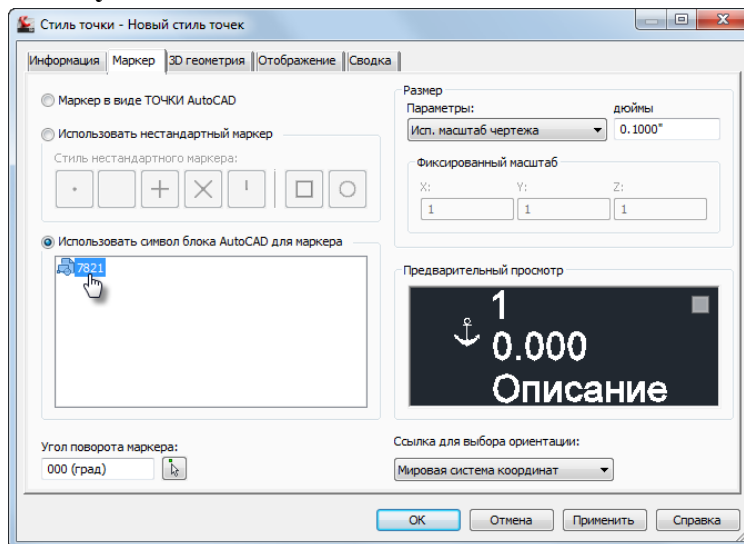 Стиль точки - Новый стиль точек
Информация Маркер 3D геометрия Отображение Сводка
Маркер в виде ТОЧКИ AutoCAD
Использовать нестандартный маркер
Стиль нестандартного маркера:
Использовать символ блока AutoCAD для маркера
7821
Угол поворота маркера:
000 (град)
Размер
Параметры: дюймы
Исп. масштаб чертежа 0.1000"
Фиксированный масштаб
X: Y: Z:
1 1 1
Предварительный просмотр
1
0.000
Описание
Ссылка для выбора ориентации:
Мировая система координат
ОК Отмена Применить Справка